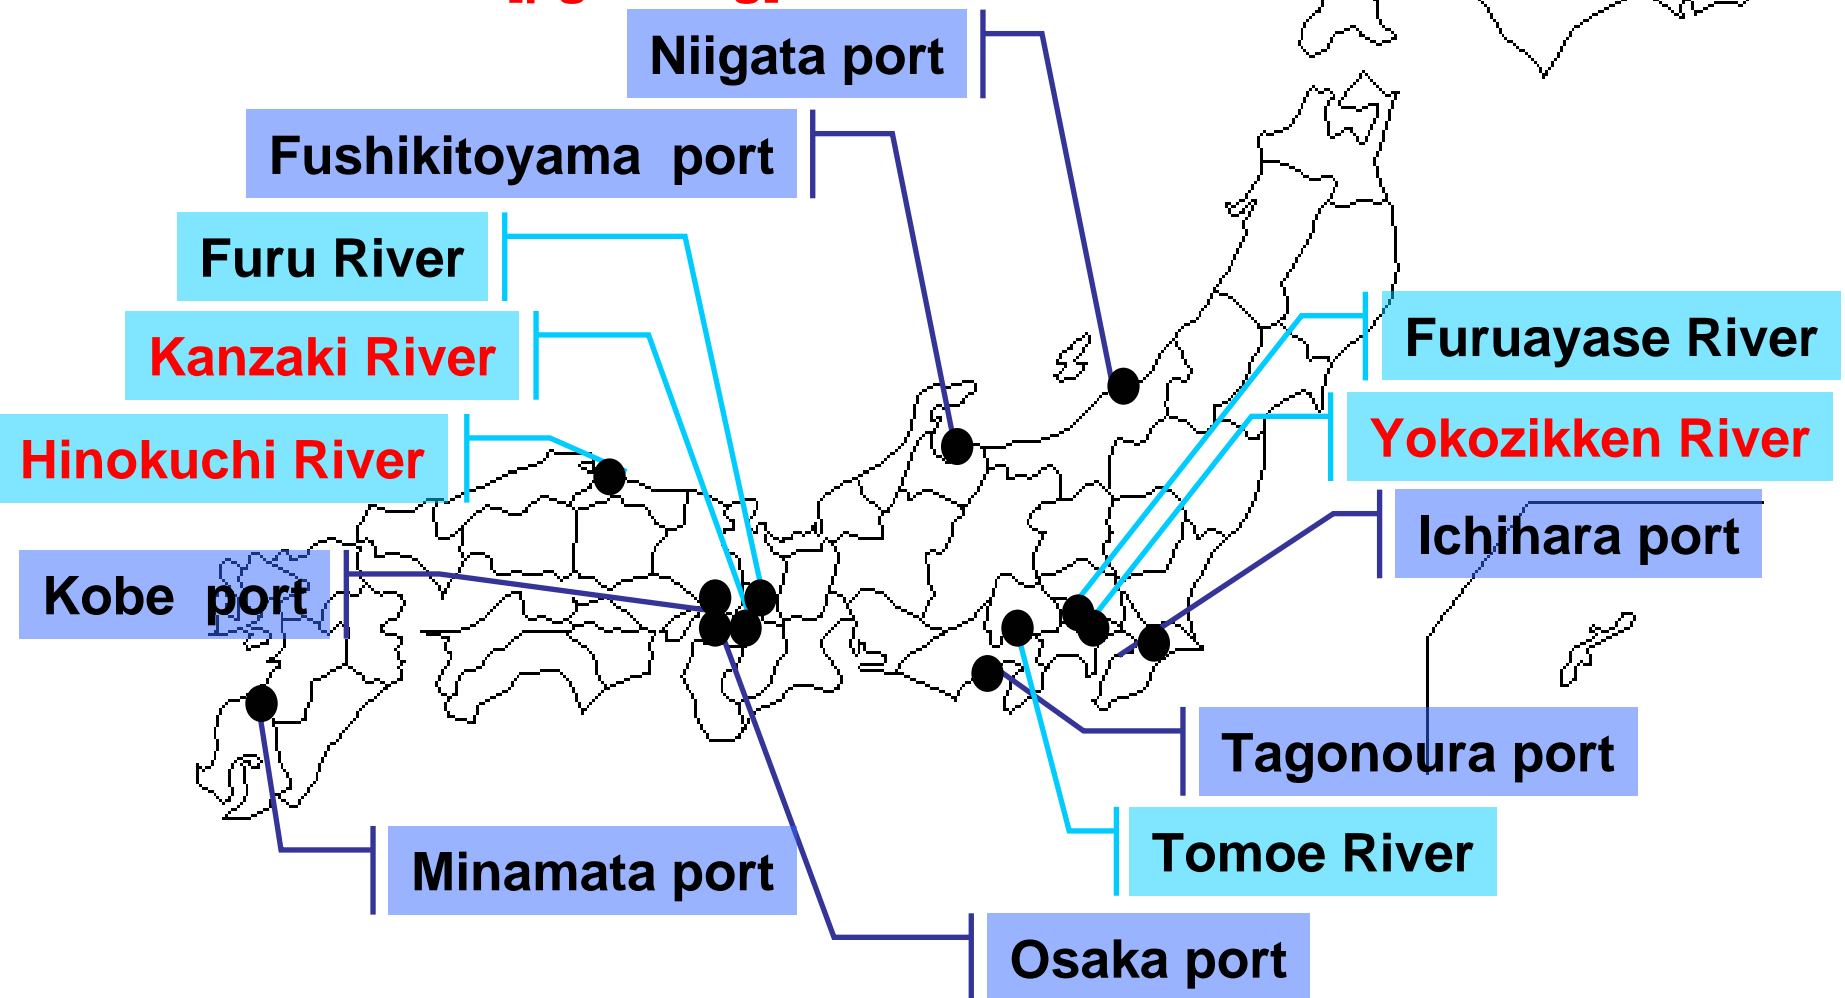 Niigata port
Fushikitoyama port
Furu River
Kanzaki River
Furuayase River
Hinokuchi River
Yokozikken River
Ichihara port
Kobe port
Tagonoura port
Tomoe River
Minamata port
Osaka port